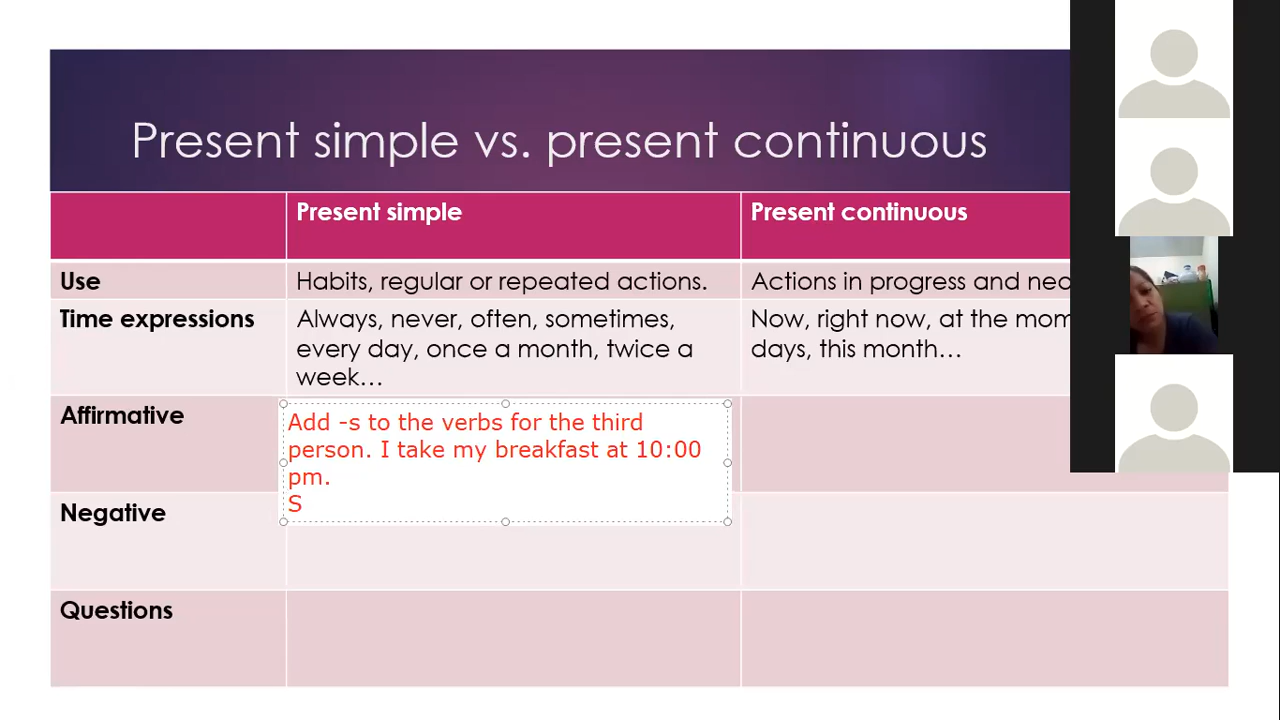 Present simple vs. present continuous
Present simple
Present continuous
Use
Habits, regular or repeated actions.
Actions in progress and
Time expressions
Always, never, often, sometimes,
every day, once a month, twice a
week…
Now, right now, at the
days, this month…
Affirmative
Add -s to the verbs for the third
person. I take my breakfast at 10:00
pm.
S
Negative
Questions